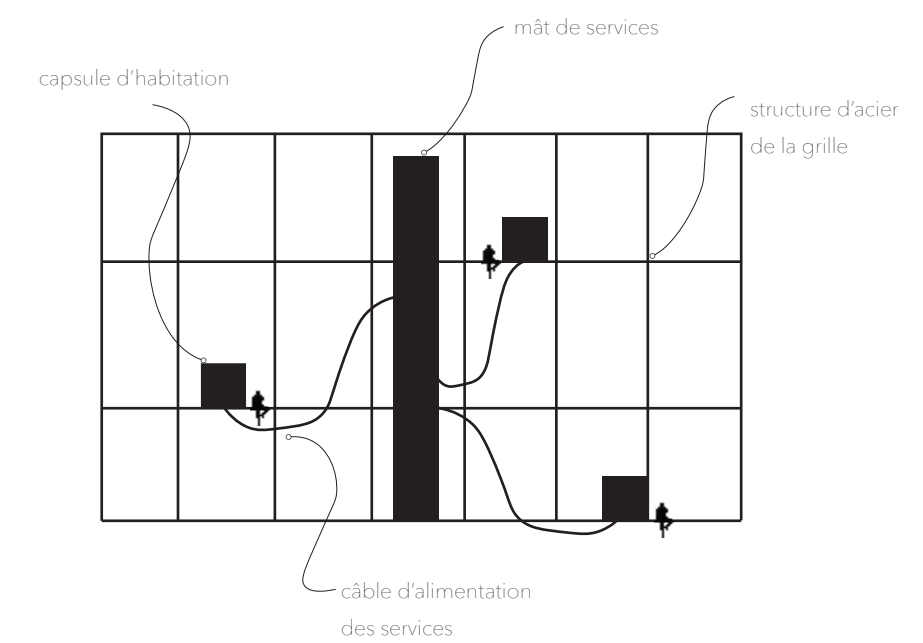 mât de services
capsule d'habitation
structure d'acier
de la grille
câble d'alimentation
des services